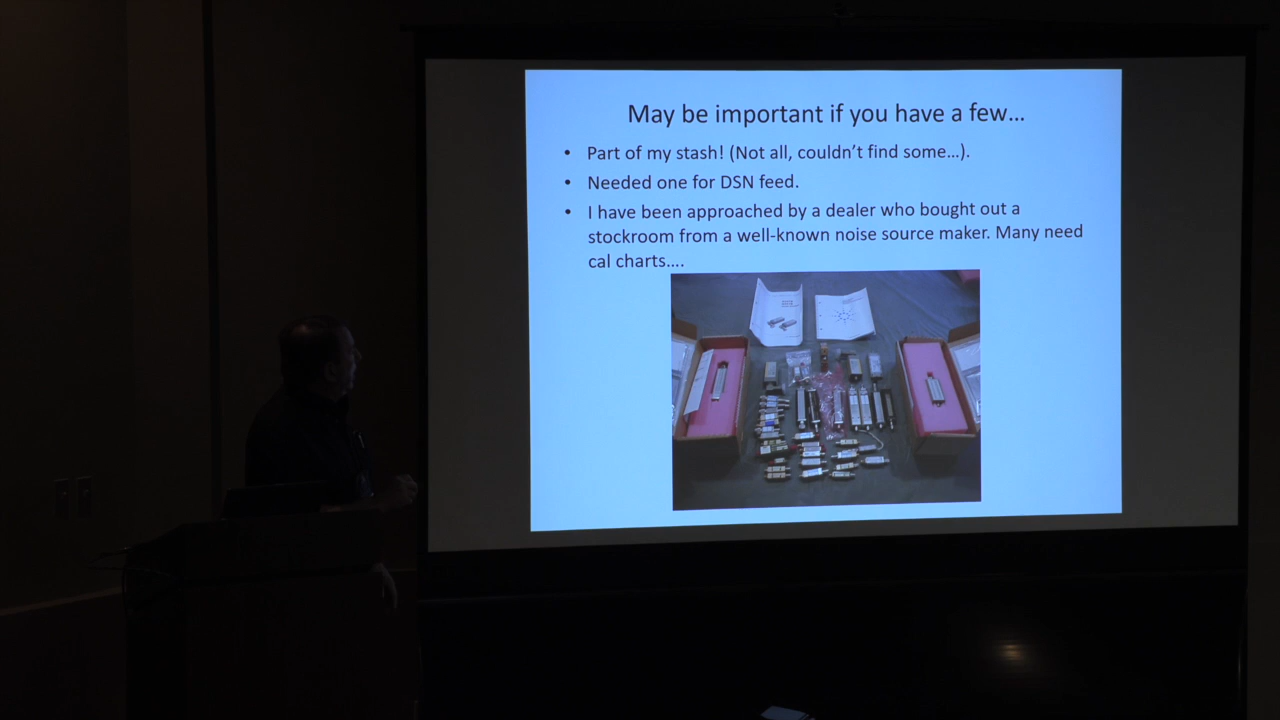 May be important if you have a few…
• Part of my stash! (Not all, couldn't find some…).
• Needed one for DSN feed.
• I have been approached by a dealer who bought out a
stockroom from a well-known noise source maker. Many need
cal charts….